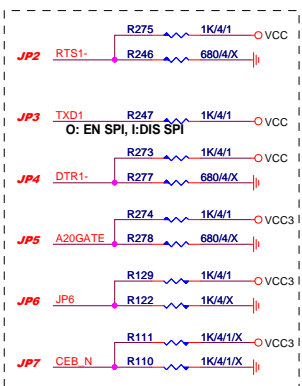 R275 1K/4/1 VCC
JP2 RTS1- R246 680/4/X
JP3 TXD1 R247 1K/4/1 VCC
O: EN SPI, I:DIS SPI
R273 1K/4/1 VCC
JP4 DTR1- R277 680/4/X
R274 1K/4/1 VCC3
JP5 A20GATE R278 680/4/X
R129 1K/4/1 VCC3
JP6 JP6 R122 1K/4/X
R111 1K/4/1/X VCC3
JP7 CEB_N R110 1K/4/1/X